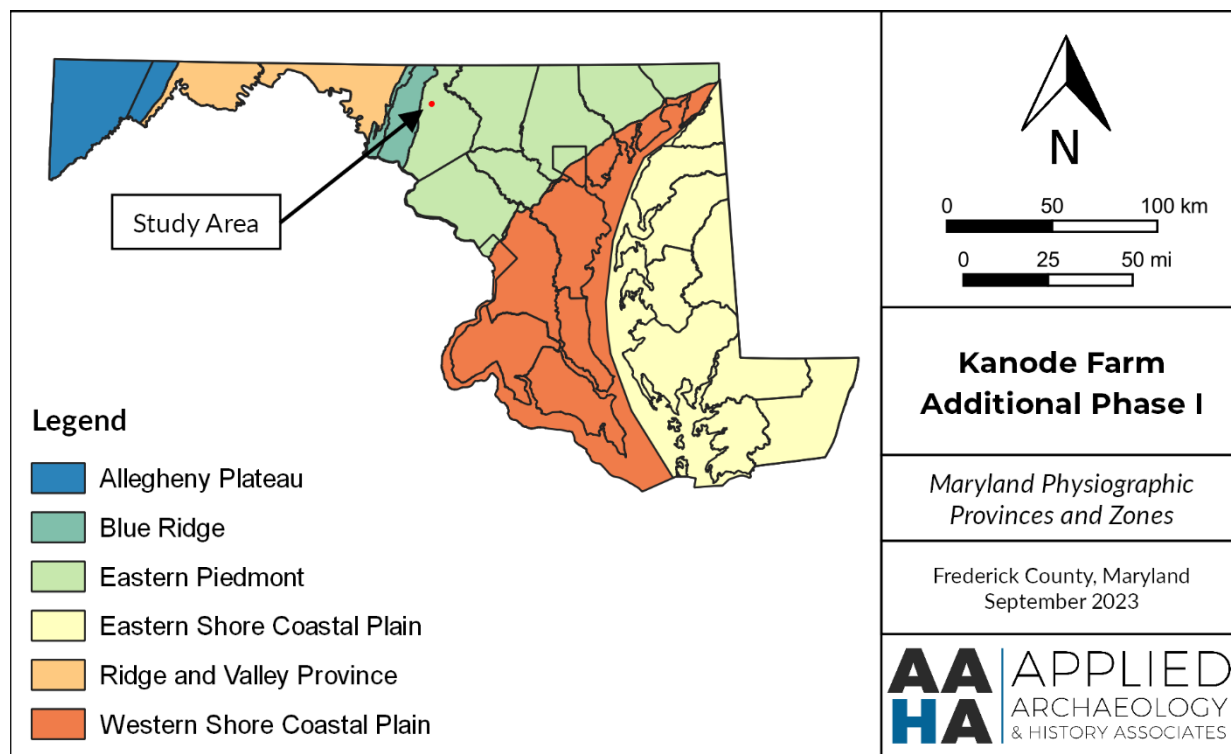 Study Area
Legend
Allegheny Plateau
Blue Ridge
Eastern Piedmont
Eastern Shore Coastal Plain
Ridge and Valley Province
Western Shore Coastal Plain
N
0 50 100 km
0 25 50 mi
Kanode Farm
Additional Phase I
Maryland Physiographic
Provinces and Zones
Frederick County, Maryland
September 2023
AA
HA
APPLIED
ARCHAEOLOGY
& HISTORY ASSOCIATES